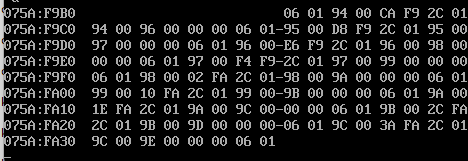 075A:F9B0 06 01 94 00 CA F9 2C 01
075A:F9C0 94 00 96 00 00 00 06 01-95 00 D8 F9 2C 01 95 00
075A:F9D0 97 00 00 00 06 01 96 00-E6 F9 2C 01 96 00 98 00
075A:F9E0 00 00 06 01 97 00 F4 F9-2C 01 97 00 99 00 00 00
075A:F9F0 06 01 98 00 02 FA 2C 01-98 00 9A 00 00 00 06 01
075A:FA00 99 00 10 FA 2C 01 99 00-9B 00 00 00 06 01 9A 00
075A:FA10 1E FA 2C 01 9A 00 9C 00-00 00 06 01 9B 00 2C FA
075A:FA20 2C 01 9B 00 9D 00 00 00-06 01 9C 00 3A FA 2C 01
075A:FA30 9C 00 9E 00 00 00 06 01